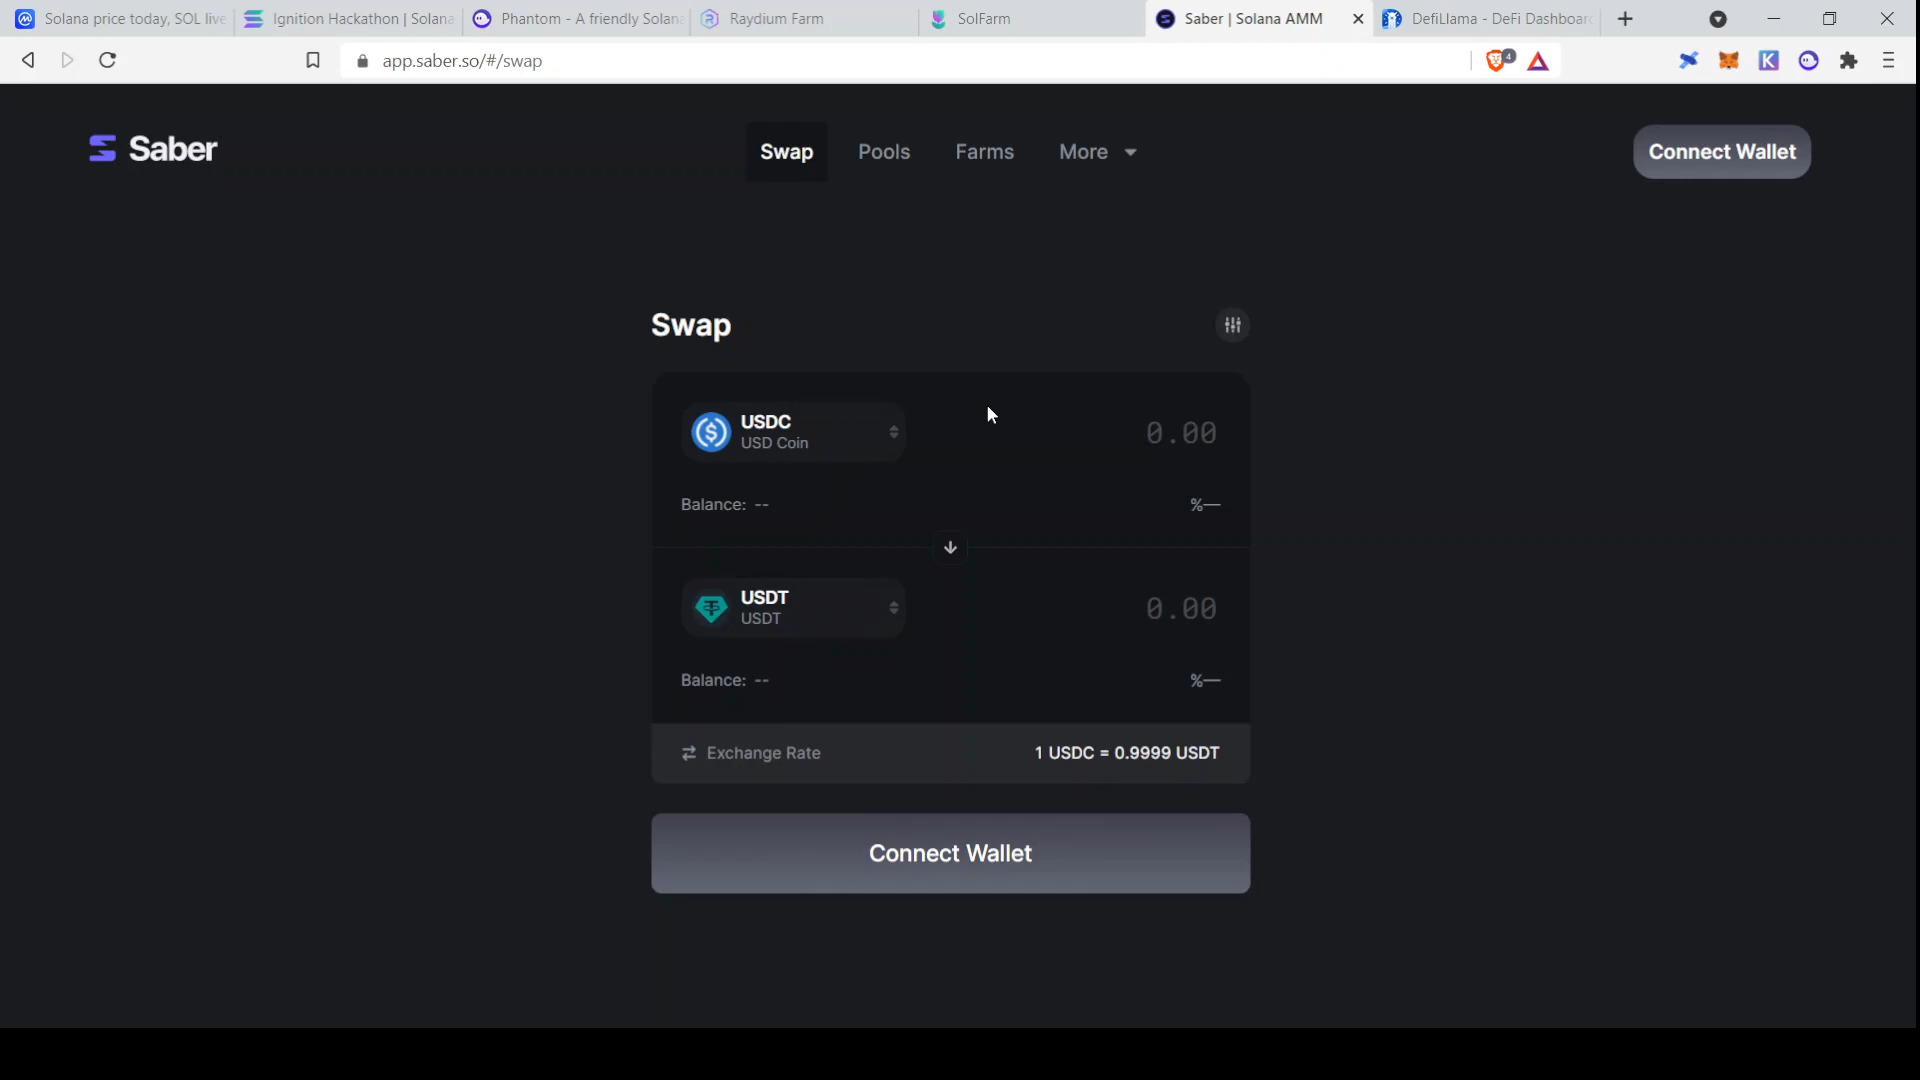 Solana price today, SOL live
Ignition Hackathon | Solana
Phantom - A friendly Solana
Raydium Farm
SolFarm
Saber | Solana AMM
DefiLlama - DeFi Dashboard
app.saber.so/#/swap
4
K
Saber
Swap
Pools
Farms
More
Connect Wallet
Swap
USDC
USD Coin
0.00
Balance: --
%—
USDT
USDT
0.00
Balance: --
%—
Exchange Rate
1 USDC = 0.9999 USDT
Connect Wallet